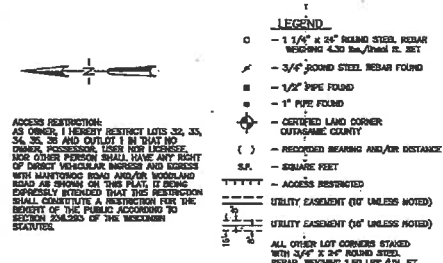 N
ACCESS RESTRICTION:
AS OWNER, I HEREBY RESTRICT LOTS 32, 33,
34, 35, 36 AND OUTLOT 1 IN THAT NO
OWNER, POSSESSOR, USER NOR LICENSEE,
NOR OTHER PERSON SHALL HAVE ANY RIGHT
OF DIRECT VEHICULAR INGRESS AND EGRESS
WITH MANITOWOC ROAD AND/OR WOODLAND
ROAD AS SHOWN ON THIS PLAT, IT BEING
EXPRESSLY INTENDED THAT THIS RESTRICTION
SHALL CONSTITUTE A RESTRICTION FOR THE
BENEFIT OF THE PUBLIC ACCORDING TO
SECTION 236.293 OF THE WISCONSIN
STATUTES.
LEGEND
- 1 1/4" x 24" ROUND STEEL REBAR
WEIGHING 4.30 lbs./lineal ft. SET
- 3/4" ROUND STEEL REBAR FOUND
- 1/2" PIPE FOUND
- 1" PIPE FOUND
- CERTIFIED LAND CORNER
OUTAGAMIE COUNTY
( ) - RECORDED BEARING AND/OR DISTANCE
S.F. - SQUARE FEET
- ACCESS RESTRICTED
UTILITY EASEMENT (10' UNLESS NOTED)
UTILITY EASEMENT (10' UNLESS NOTED)
ALL OTHER LOT CORNERS STAKED
WITH 3/4" X 24" ROUND STEEL
REBAR, WEIGHING 1.50 LBS./LIN. FT.